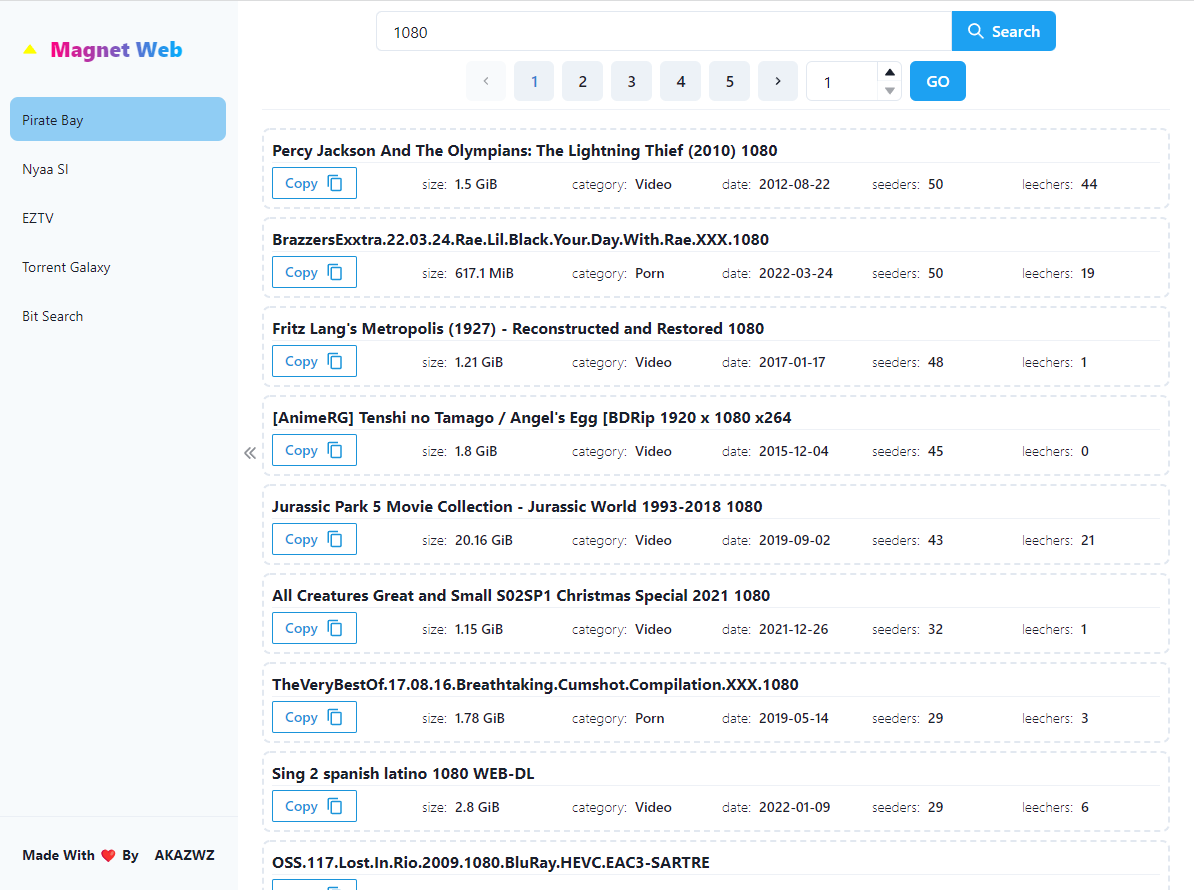 Magnet Web
Pirate Bay
Nyaa SI
EZTV
Torrent Galaxy
Bit Search
Made With ❤️ By AKAZWZ
1080
Search
1 2 3 4 5 1 GO
Percy Jackson And The Olympians: The Lightning Thief (2010) 1080
Copy size: 1.5 GiB category: Video date: 2012-08-22 seeders: 50 leechers: 44
BrazzersExxtra.22.03.24.Rae.Lil.Black.Your.Day.With.Rae.XXX.1080
Copy size: 617.1 MiB category: Porn date: 2022-03-24 seeders: 50 leechers: 19
Fritz Lang's Metropolis (1927) - Reconstructed and Restored 1080
Copy size: 1.21 GiB category: Video date: 2017-01-17 seeders: 48 leechers: 1
[AnimeRG] Tenshi no Tamago / Angel's Egg [BDRip 1920 x 1080 x264
Copy size: 1.8 GiB category: Video date: 2015-12-04 seeders: 45 leechers: 0
Jurassic Park 5 Movie Collection - Jurassic World 1993-2018 1080
Copy size: 20.16 GiB category: Video date: 2019-09-02 seeders: 43 leechers: 21
All Creatures Great and Small S02SP1 Christmas Special 2021 1080
Copy size: 1.15 GiB category: Video date: 2021-12-26 seeders: 32 leechers: 1
TheVeryBestOf.17.08.16.Breathtaking.Cumshot.Compilation.XXX.1080
Copy size: 1.78 GiB category: Porn date: 2019-05-14 seeders: 29 leechers: 3
Sing 2 spanish latino 1080 WEB-DL
Copy size: 2.8 GiB category: Video date: 2022-01-09 seeders: 29 leechers: 6
OSS.117.Lost.In.Rio.2009.1080.BluRay.HEVC.EAC3-SARTRE